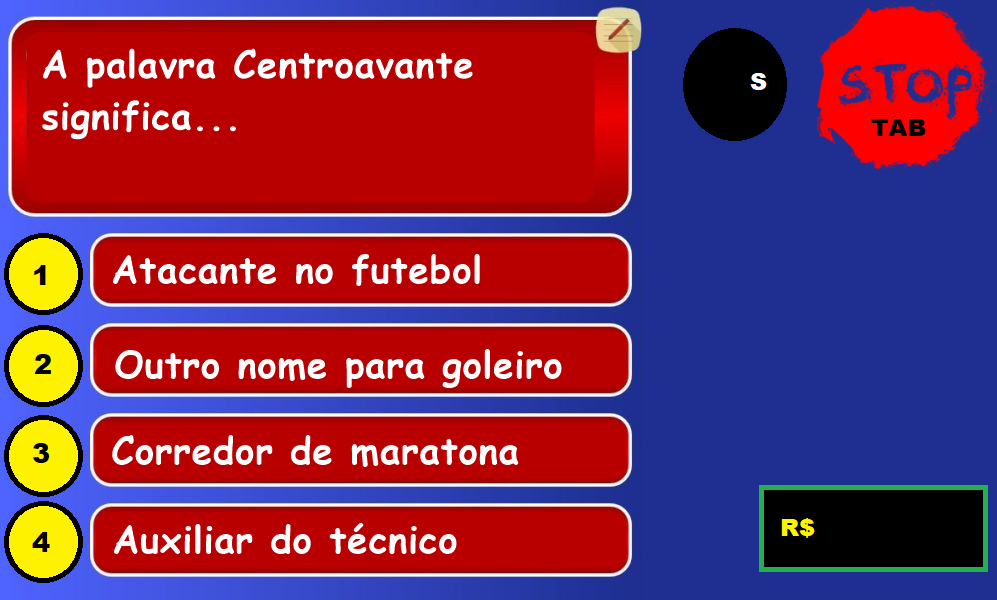 A palavra Centroavante
significa...
S
STOP
TAB
1
Atacante no futebol
2
Outro nome para goleiro
3
Corredor de maratona
4
Auxiliar do técnico
R$